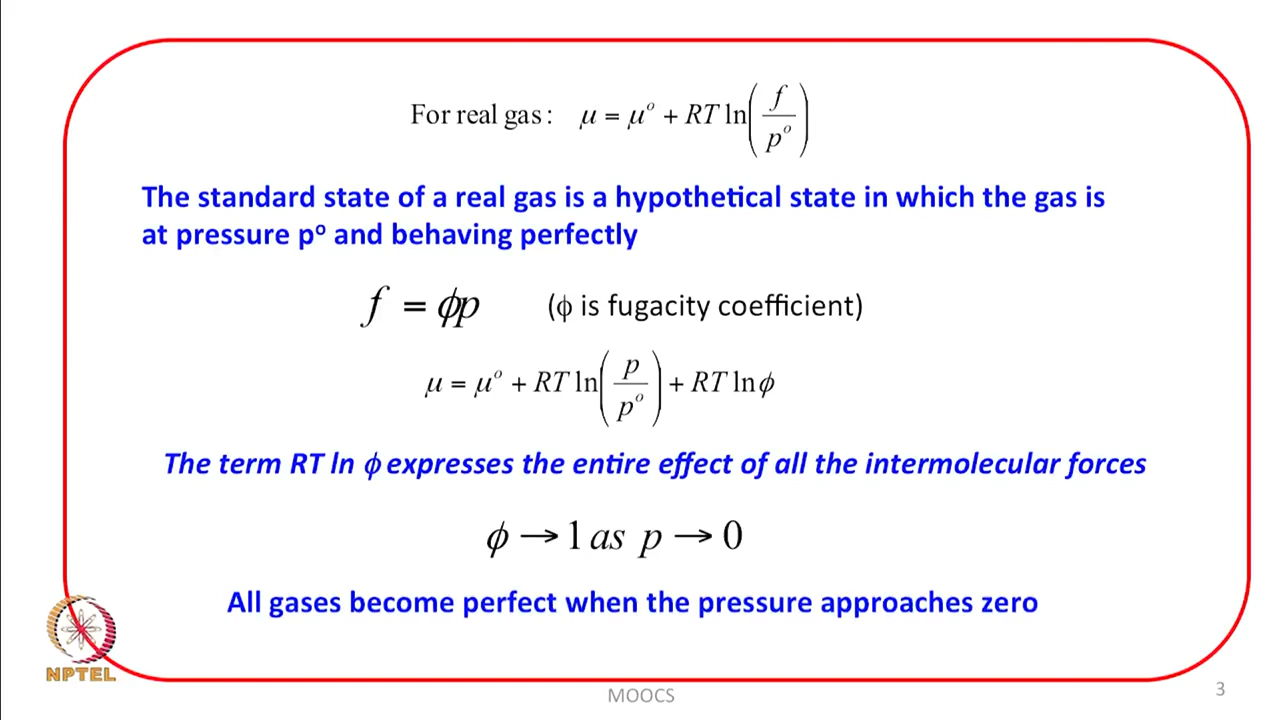 For real gas : μ = μ° + RT ln(f/p°)
The standard state of a real gas is a hypothetical state in which the gas is
at pressure p° and behaving perfectly
f = ϕp (ϕ is fugacity coefficient)
μ = μ° + RT ln(p/p°) + RT ln ϕ
The term RT ln ϕ expresses the entire effect of all the intermolecular forces
ϕ → 1 as p → 0
All gases become perfect when the pressure approaches zero
NPTEL
MOOCS
3